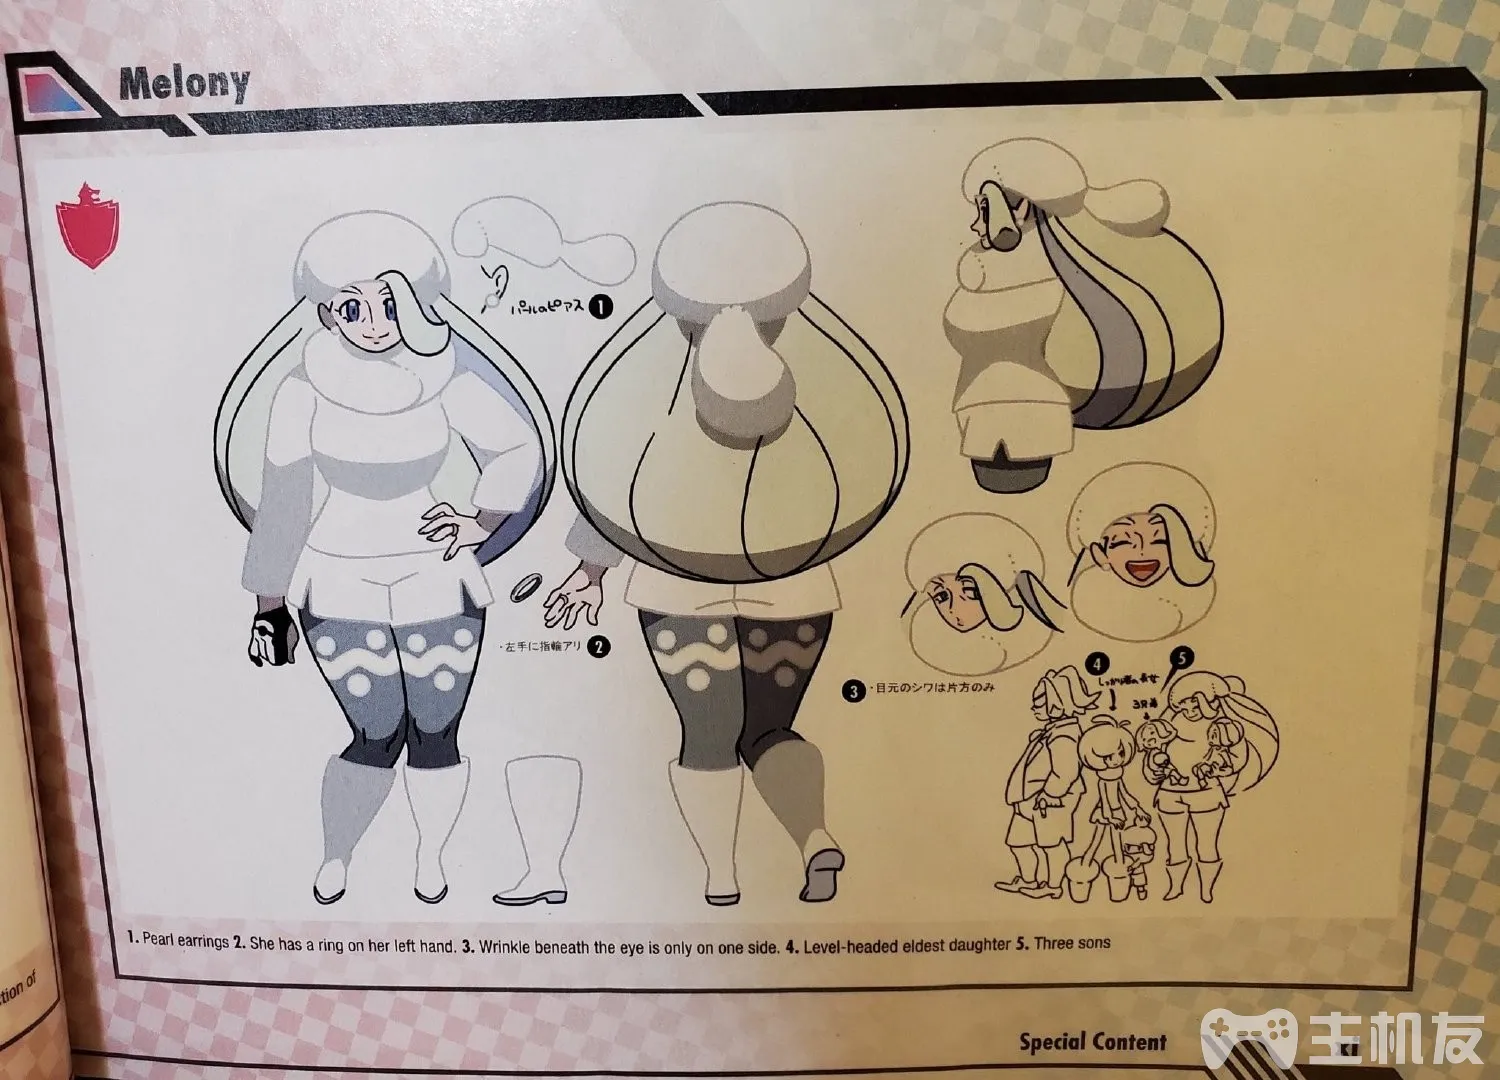 Melony
パールのピアス 1
・左手に指輪アリ 2
3 ・目元のシワは片方のみ
4
5
しっかり者の長女
3兄弟
1. Pearl earrings 2. She has a ring on her left hand. 3. Wrinkle beneath the eye is only on one side. 4. Level-headed eldest daughter 5. Three sons
tion of
Special Content
xi
主机友